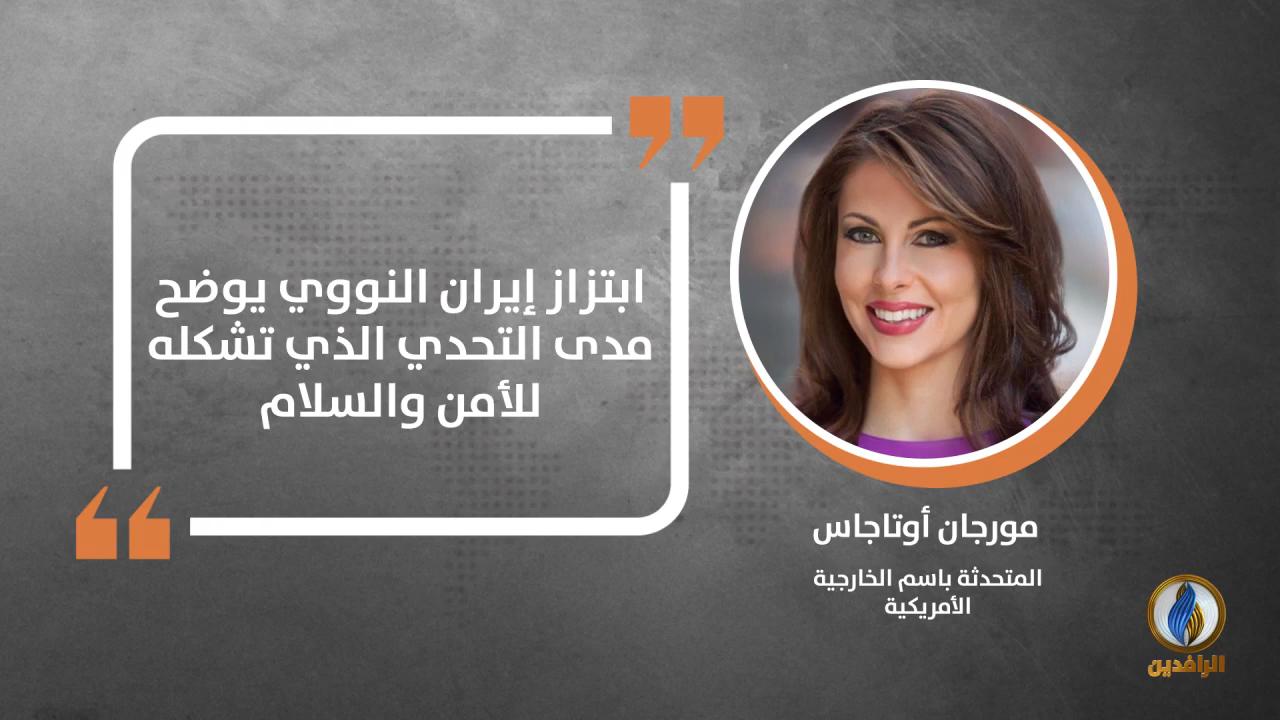 ابتزاز إيران النووي يوضح
مدى التحدي الذي تشكله
للأمن والسلام
مورجان أوتاجاس
المتحدثة باسم الخارجية
الأمريكية
الرافدين